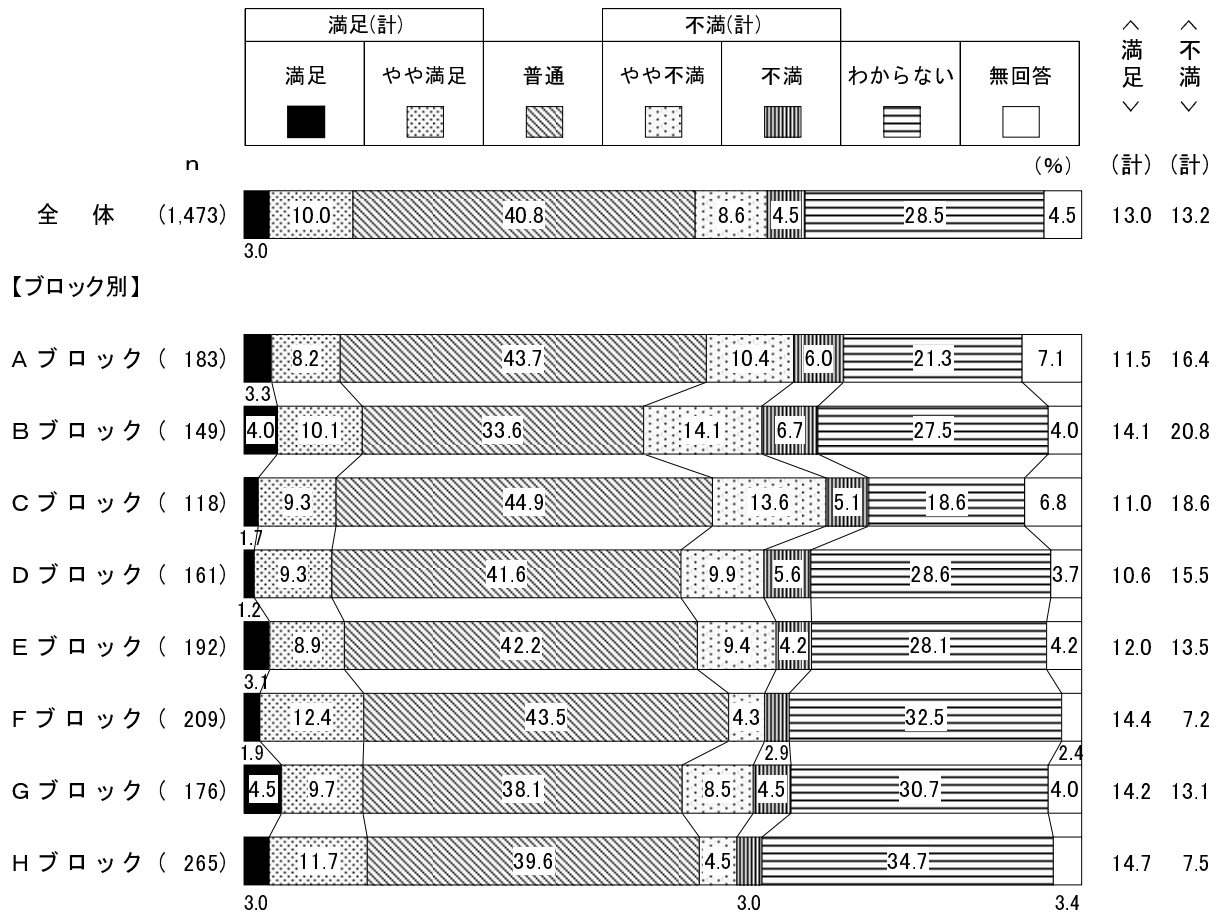 満足(計) 不満(計) ︿満足﹀ ︿不満﹀
満足 やや満足 普通 やや不満 不満 わからない 無回答
n (%) (計) (計)
全 体 (1,473) 10.0 40.8 8.6 4.5 28.5 4.5 13.0 13.2
3.0
【ブロック別】
Aブロック( 183) 8.2 43.7 10.4 6.0 21.3 7.1 11.5 16.4
3.3
Bブロック( 149) 4.0 10.1 33.6 14.1 6.7 27.5 4.0 14.1 20.8
Cブロック( 118) 9.3 44.9 13.6 5.1 18.6 6.8 11.0 18.6
1.7
Dブロック( 161) 9.3 41.6 9.9 5.6 28.6 3.7 10.6 15.5
1.2
Eブロック( 192) 8.9 42.2 9.4 4.2 28.1 4.2 12.0 13.5
3.1
Fブロック( 209) 12.4 43.5 4.3 32.5 14.4 7.2
1.9 2.9 2.4
Gブロック( 176) 4.5 9.7 38.1 8.5 4.5 30.7 4.0 14.2 13.1
Hブロック( 265) 11.7 39.6 4.5 34.7 14.7 7.5
3.0 3.0 3.4